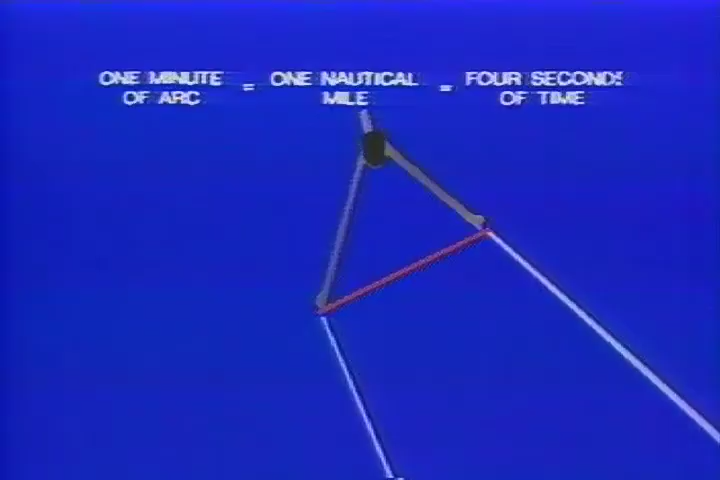 ONE MINUTE OF ARC = ONE NAUTICAL MILE = FOUR SECONDS OF TIME